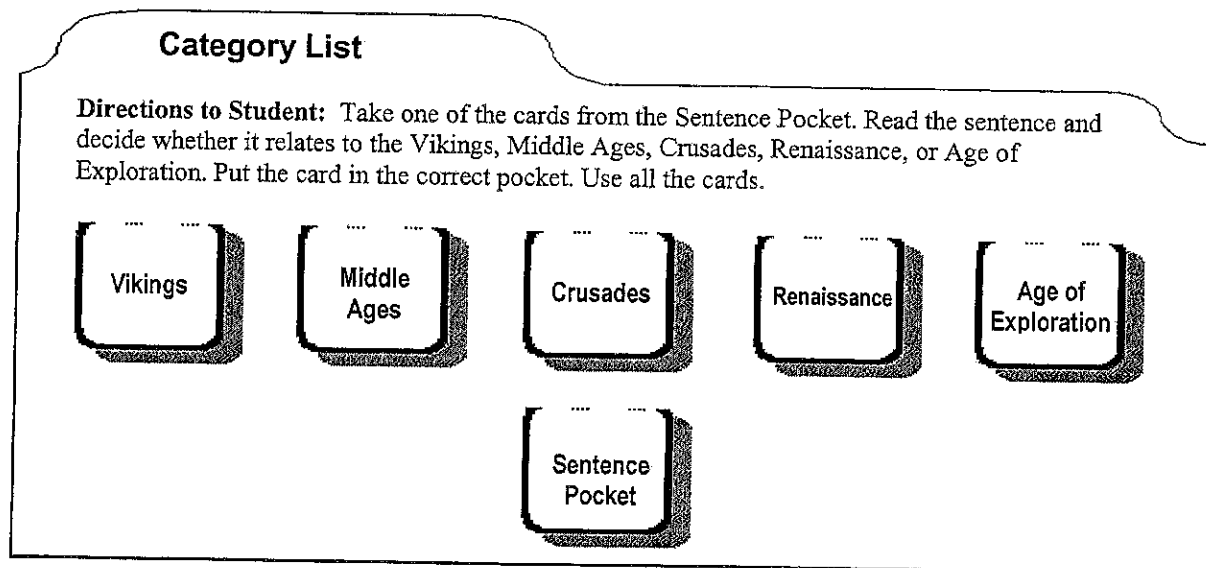 Category List
Directions to Student: Take one of the cards from the Sentence Pocket. Read the sentence and
decide whether it relates to the Vikings, Middle Ages, Crusades, Renaissance, or Age of
Exploration. Put the card in the correct pocket. Use all the cards.
Vikings
Middle
Ages
Crusades
Renaissance
Age of
Exploration
Sentence
Pocket